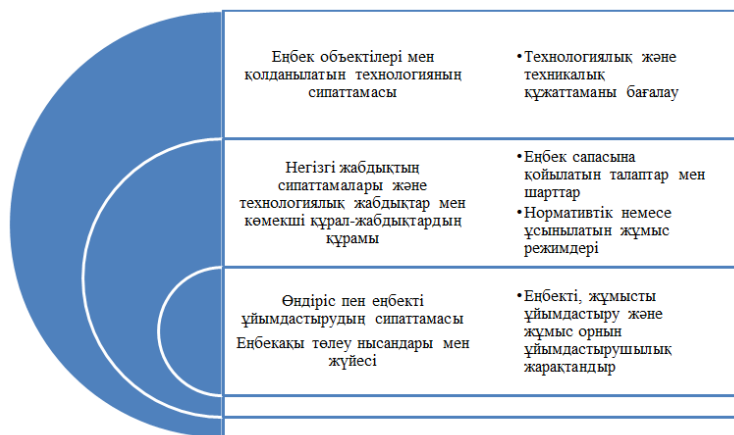 Еңбек объектілері мен
қолданылатын технологияның
сипаттамасы
•Технологиялық және
техникалық
құжаттаманы бағалау
Негізгі жабдықтың
сипаттамалары және
технологиялық жабдықтар мен
көмекші құрал-жабдықтардың
құрамы
•Еңбек сапасына
қойылатын талаптар мен
шарттар
•Нормативтік немесе
ұсынылатын жұмыс
режимдері
Өндіріс пен еңбекті
ұйымдастырудың сипаттамасы
Еңбекақы төлеу нысандары мен
жүйесі
•Еңбекті, жұмысты
ұйымдастыру және
жұмыс орнын
ұйымдастырушылық
жарақтандыр